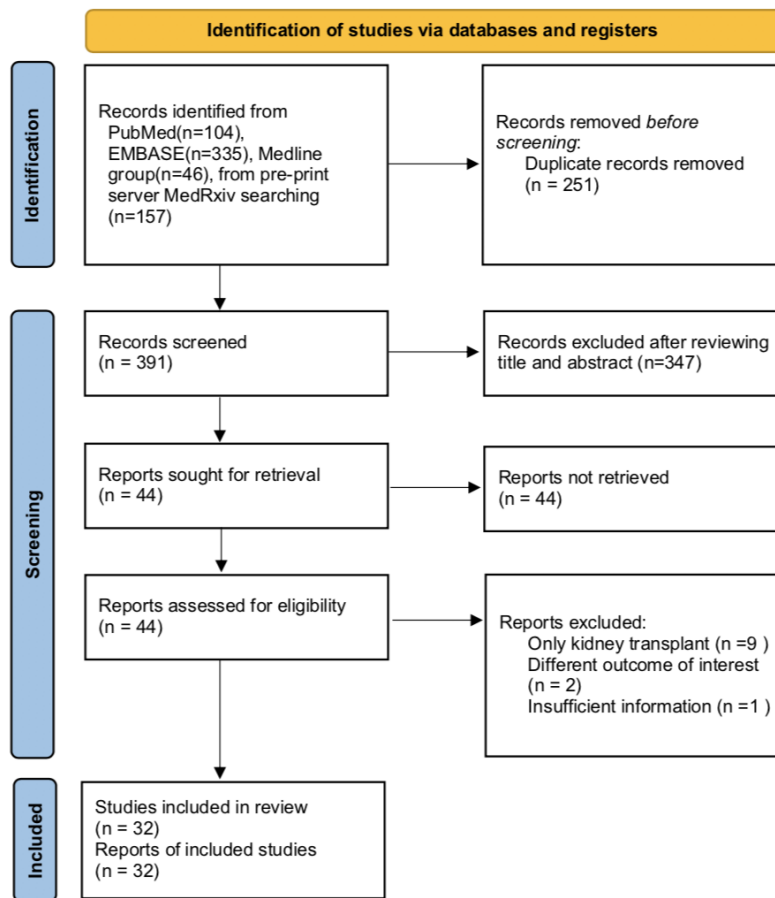 Identification of studies via databases and registers
Identification
Records identified from
PubMed(n=104),
EMBASE(n=335), Medline
group(n=46), from pre-print
server MedRxiv searching
(n=157)
Records removed before
screening:
Duplicate records removed
(n = 251)
Screening
Records screened
(n = 391)
Records excluded after reviewing
title and abstract (n=347)
Reports sought for retrieval
(n = 44)
Reports not retrieved
(n = 44)
Reports assessed for eligibility
(n = 44)
Reports excluded:
Only kidney transplant (n =9 )
Different outcome of interest
(n = 2)
Insufficient information (n =1 )
Included
Studies included in review
(n = 32)
Reports of included studies
(n = 32)